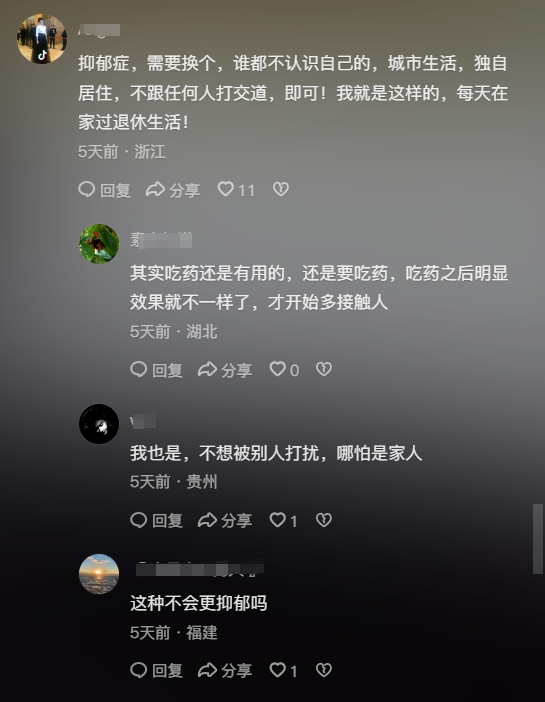 抑郁症，需要换个，谁都不认识自己的，城市生活，独自
居住，不跟任何人打交道，即可！我就是这样的，每天在
家过退休生活！
5天前 · 浙江
回复 分享 11
其实吃药还是有用的，还是要吃药，吃药之后明显
效果就不一样了，才开始多接触人
5天前 · 湖北
回复 分享 0
我也是，不想被别人打扰，哪怕是家人
5天前 · 贵州
回复 分享 1
这种不会更抑郁吗
5天前 · 福建
回复 分享 1